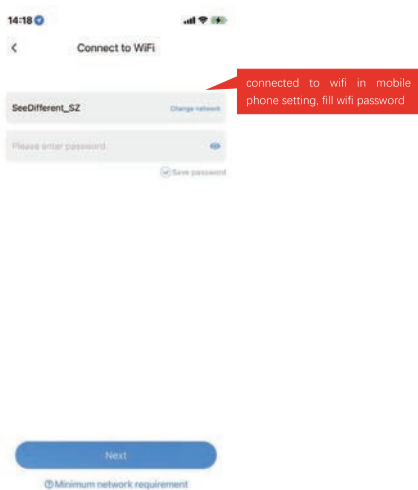 14:18
Connect to WiFi
connected to wifi in mobile
phone setting, fill wifi password
SeeDifferent_SZ Change network
Please enter password
Save password
Next
Minimum network requirement